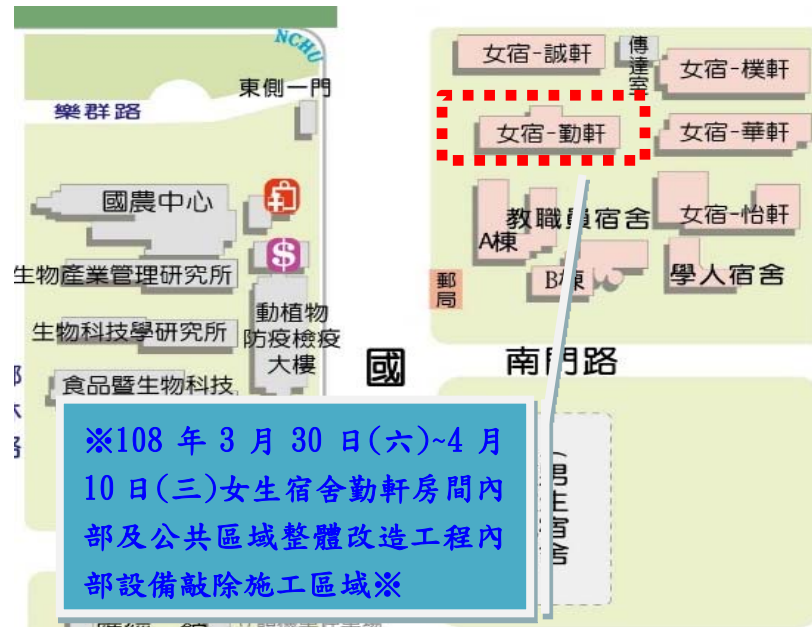 NCHU
東側一門
樂群路
國農中心
生物產業管理研究所
生物科技學研究所
食品暨生物科技
動植物
防疫檢疫
大樓
$
女宿-誠軒
傳達室
女宿-樸軒
女宿-勤軒
女宿-華軒
教職員宿舍
A棟
B棟
女宿-怡軒
學人宿舍
郵局
國
南門路
※108 年 3 月 30 日(六)~4 月
10 日(三)女生宿舍勤軒房間內
部及公共區域整體改造工程內
部設備敲除施工區域※